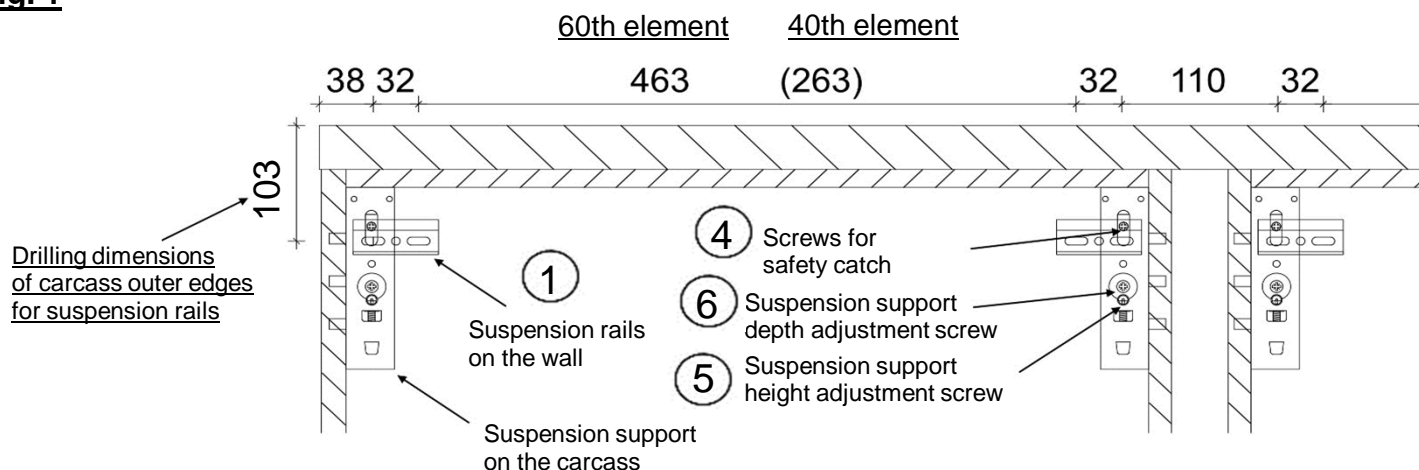 60th element 40th element
38 32 463 (263) 32 110 32
103
Drilling dimensions
of carcass outer edges
for suspension rails
1
Suspension rails
on the wall
Suspension support
on the carcass
4
Screws for
safety catch
6
Suspension support
depth adjustment screw
5
Suspension support
height adjustment screw